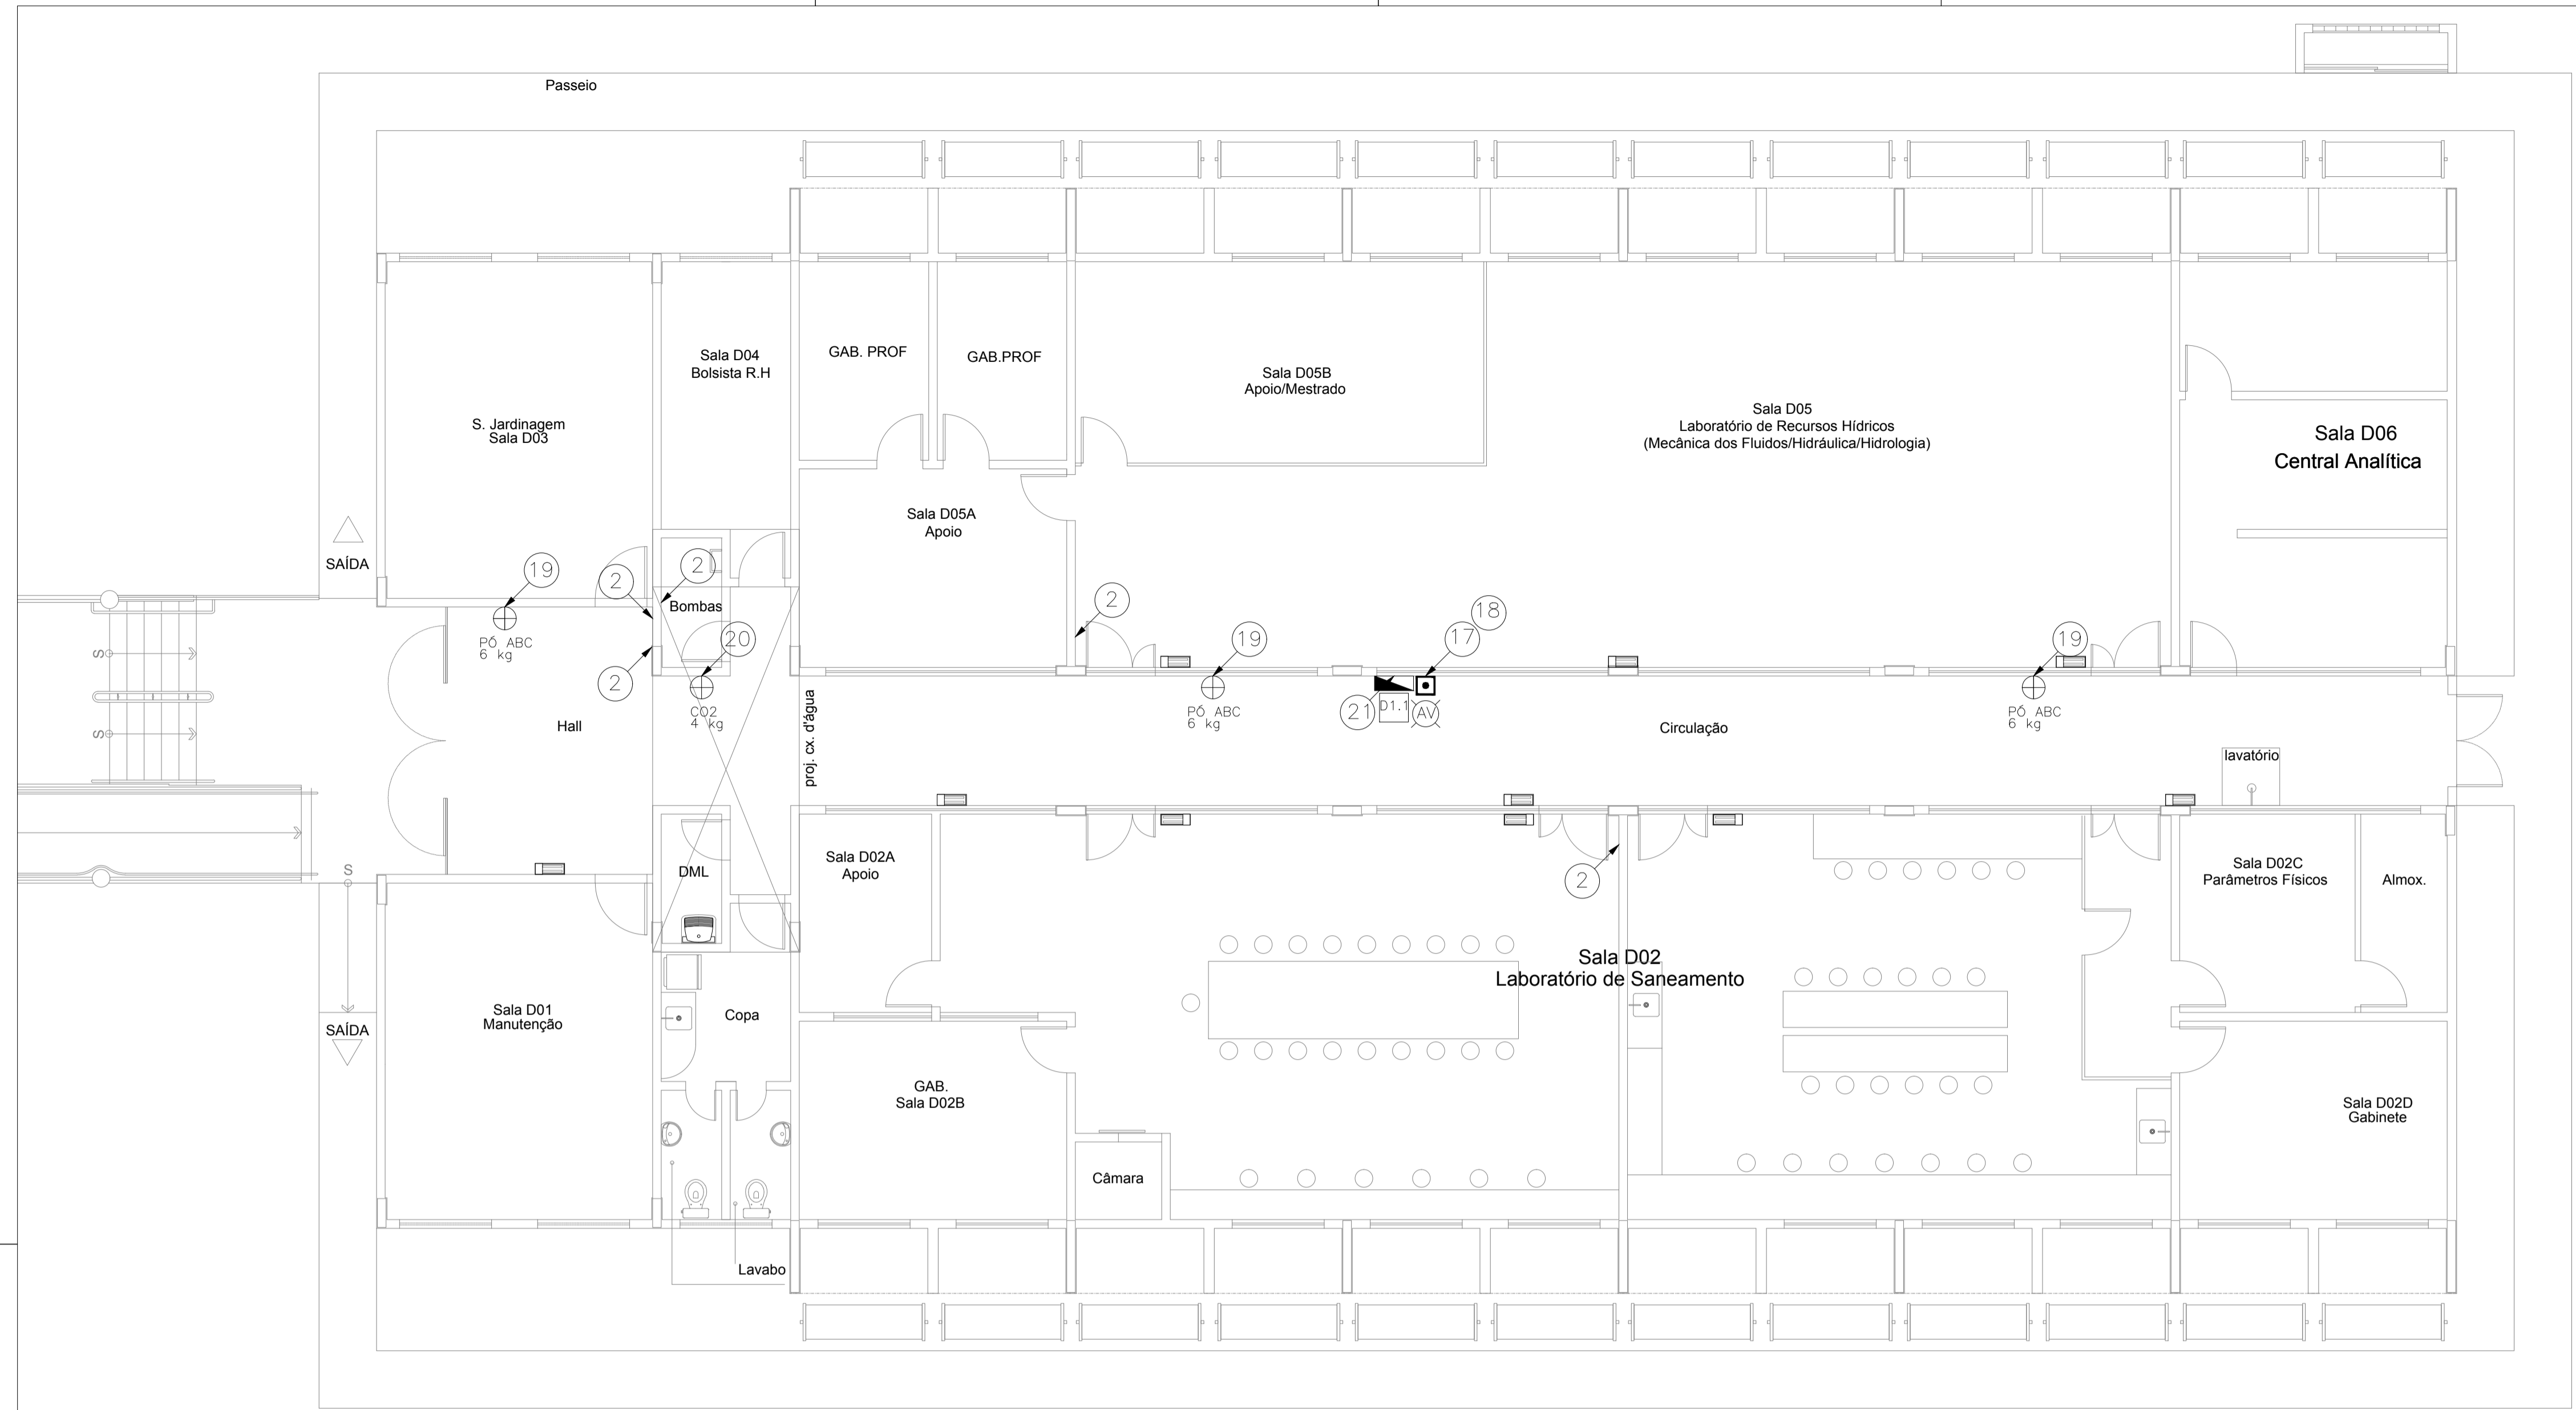 Passeio
Sala D04
Bolsista R.H
GAB. PROF
GAB.PROF
Sala D05B
Apoio/Mestrado
S. Jardinagem
Sala D03
Sala D05
Laboratório de Recursos Hídricos
(Mecânica dos Fluidos/Hidráulica/Hidrologia)
Sala D06
Central Analítica
Sala D05A
Apoio
SAÍDA
19
2
2
Bombas
2
18
20
19
17
19
PÓ ABC
6 kg
S
2
CO2
4 kg
proj. cx. d'água
PÓ ABC
6 kg
21
D1.1
AV
PÓ ABC
6 kg
Hall
Circulação
S
lavatório
S
DML
Sala D02A
Apoio
2
Sala D02C
Parâmetros Físicos
Almox.
Sala D02
Laboratório de Saneamento
Sala D01
Manutenção
SAÍDA
Copa
GAB.
Sala D02B
Sala D02D
Gabinete
Câmara
Lavabo